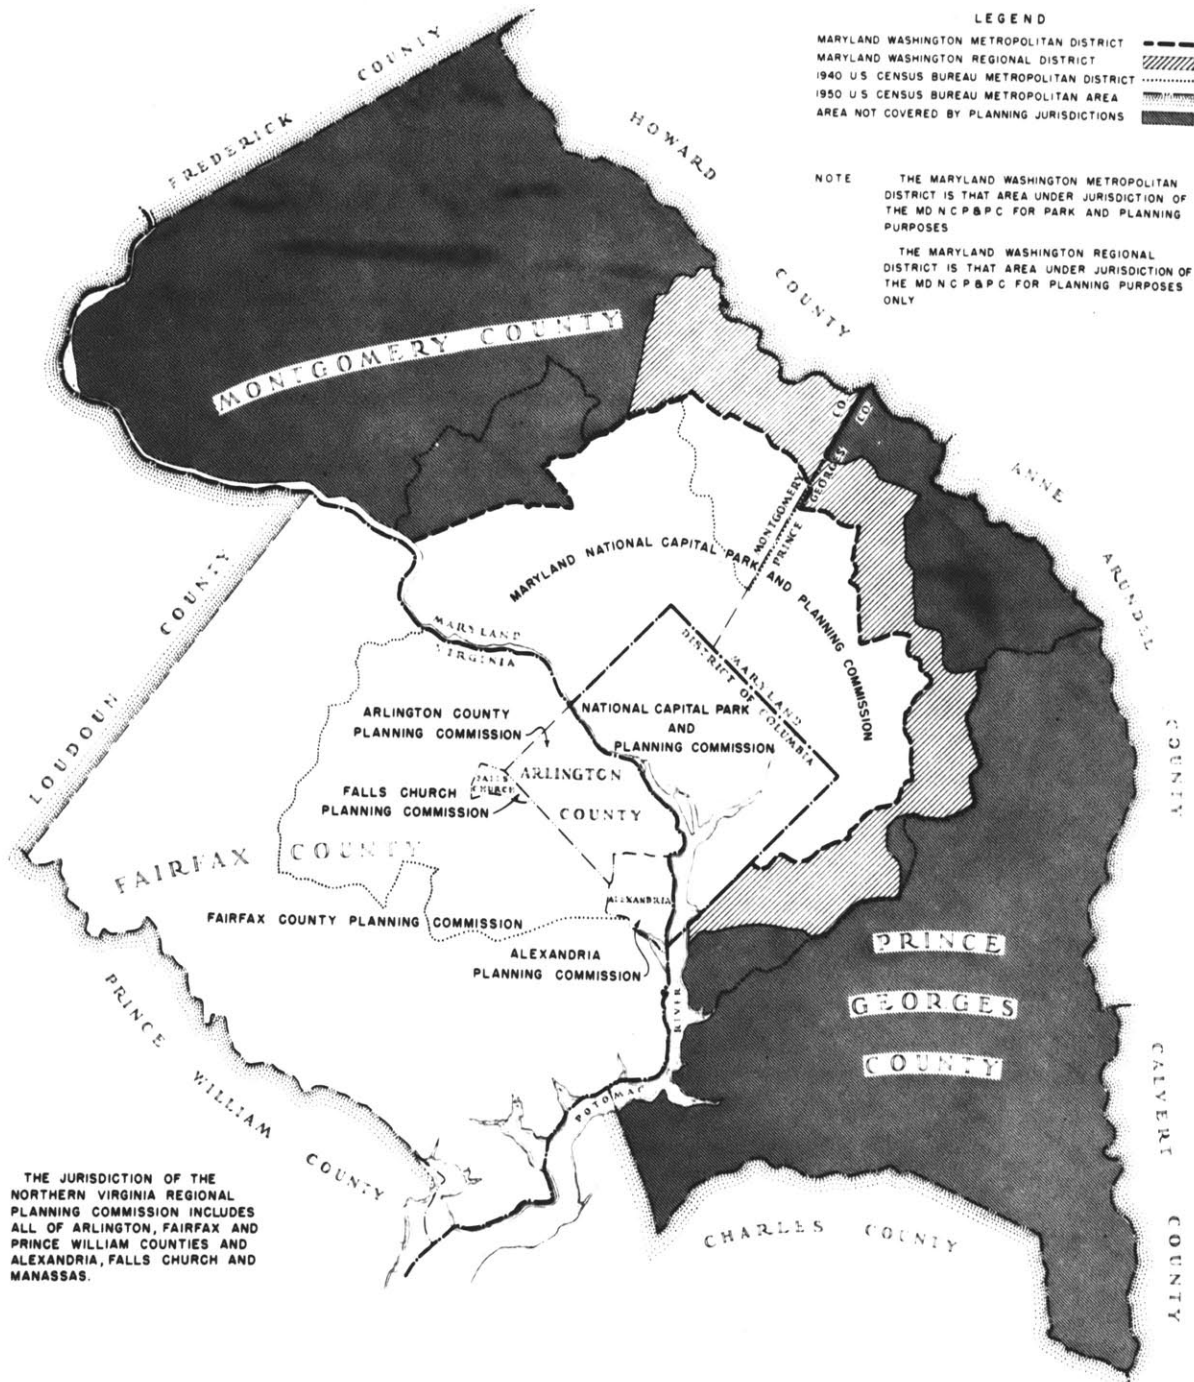 LEGEND
MARYLAND WASHINGTON METROPOLITAN DISTRICT
MARYLAND WASHINGTON REGIONAL DISTRICT
1940 U S CENSUS BUREAU METROPOLITAN DISTRICT
1950 U S CENSUS BUREAU METROPOLITAN AREA
AREA NOT COVERED BY PLANNING JURISDICTIONS
NOTE THE MARYLAND WASHINGTON METROPOLITAN
DISTRICT IS THAT AREA UNDER JURISDICTION OF
THE MD N C P & P C FOR PARK AND PLANNING
PURPOSES
THE MARYLAND WASHINGTON REGIONAL
DISTRICT IS THAT AREA UNDER JURISDICTION OF
THE MD N C P & P C FOR PLANNING PURPOSES
ONLY
FREDERICK COUNTY
HOWARD COUNTY
MONTGOMERY COUNTY
MONTGOMERY CO.
PRINCE GEORGES CO.
ANNE ARUNDEL COUNTY
MARYLAND NATIONAL CAPITAL PARK AND PLANNING COMMISSION
LOUDOUN COUNTY
MARYLAND
VIRGINIA
MARYLAND
DISTRICT OF COLUMBIA
ARLINGTON COUNTY
PLANNING COMMISSION
NATIONAL CAPITAL PARK
AND
PLANNING COMMISSION
FALLS
CHURCH
ARLINGTON
COUNTY
FALLS CHURCH
PLANNING COMMISSION
FAIRFAX COUNTY
ALEXANDRIA
FAIRFAX COUNTY PLANNING COMMISSION
ALEXANDRIA
PLANNING COMMISSION
PRINCE
GEORGES
COUNTY
POTOMAC RIVER
PRINCE WILLIAM COUNTY
CALVERT COUNTY
CHARLES COUNTY
THE JURISDICTION OF THE
NORTHERN VIRGINIA REGIONAL
PLANNING COMMISSION INCLUDES
ALL OF ARLINGTON, FAIRFAX AND
PRINCE WILLIAM COUNTIES AND
ALEXANDRIA, FALLS CHURCH AND
MANASSAS.